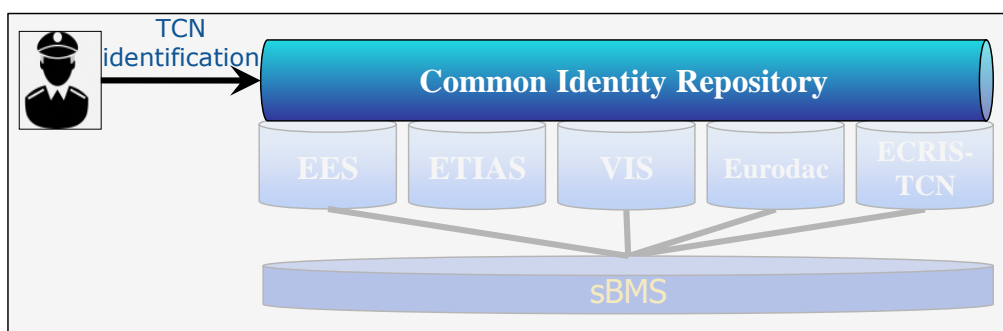 TCN
identification
Common Identity Repository
EES
ETIAS
VIS
Eurodac
ECRIS-
TCN
sBMS